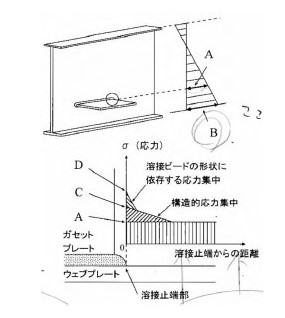 A
ここ
B
σ （応力）
D
溶接ビードの形状に
依存する応力集中
C
構造的応力集中
A
ガセット
プレート
0
溶接止端からの距離
ウェブプレート
溶接止端部